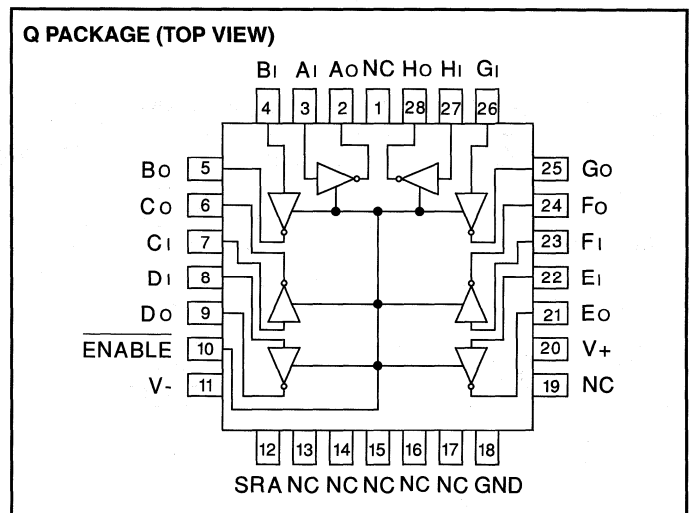 Q PACKAGE (TOP VIEW)
BI AI AO NC HO HI GI
4 3 2 1 28 27 26
BO 5 25 GO
CO 6 24 FO
CI 7 23 FI
DI 8 22 EI
DO 9 21 EO
ENABLE 10 20 V+
V- 11 19 NC
12 13 14 15 16 17 18
SRA NC NC NC NC NC GND